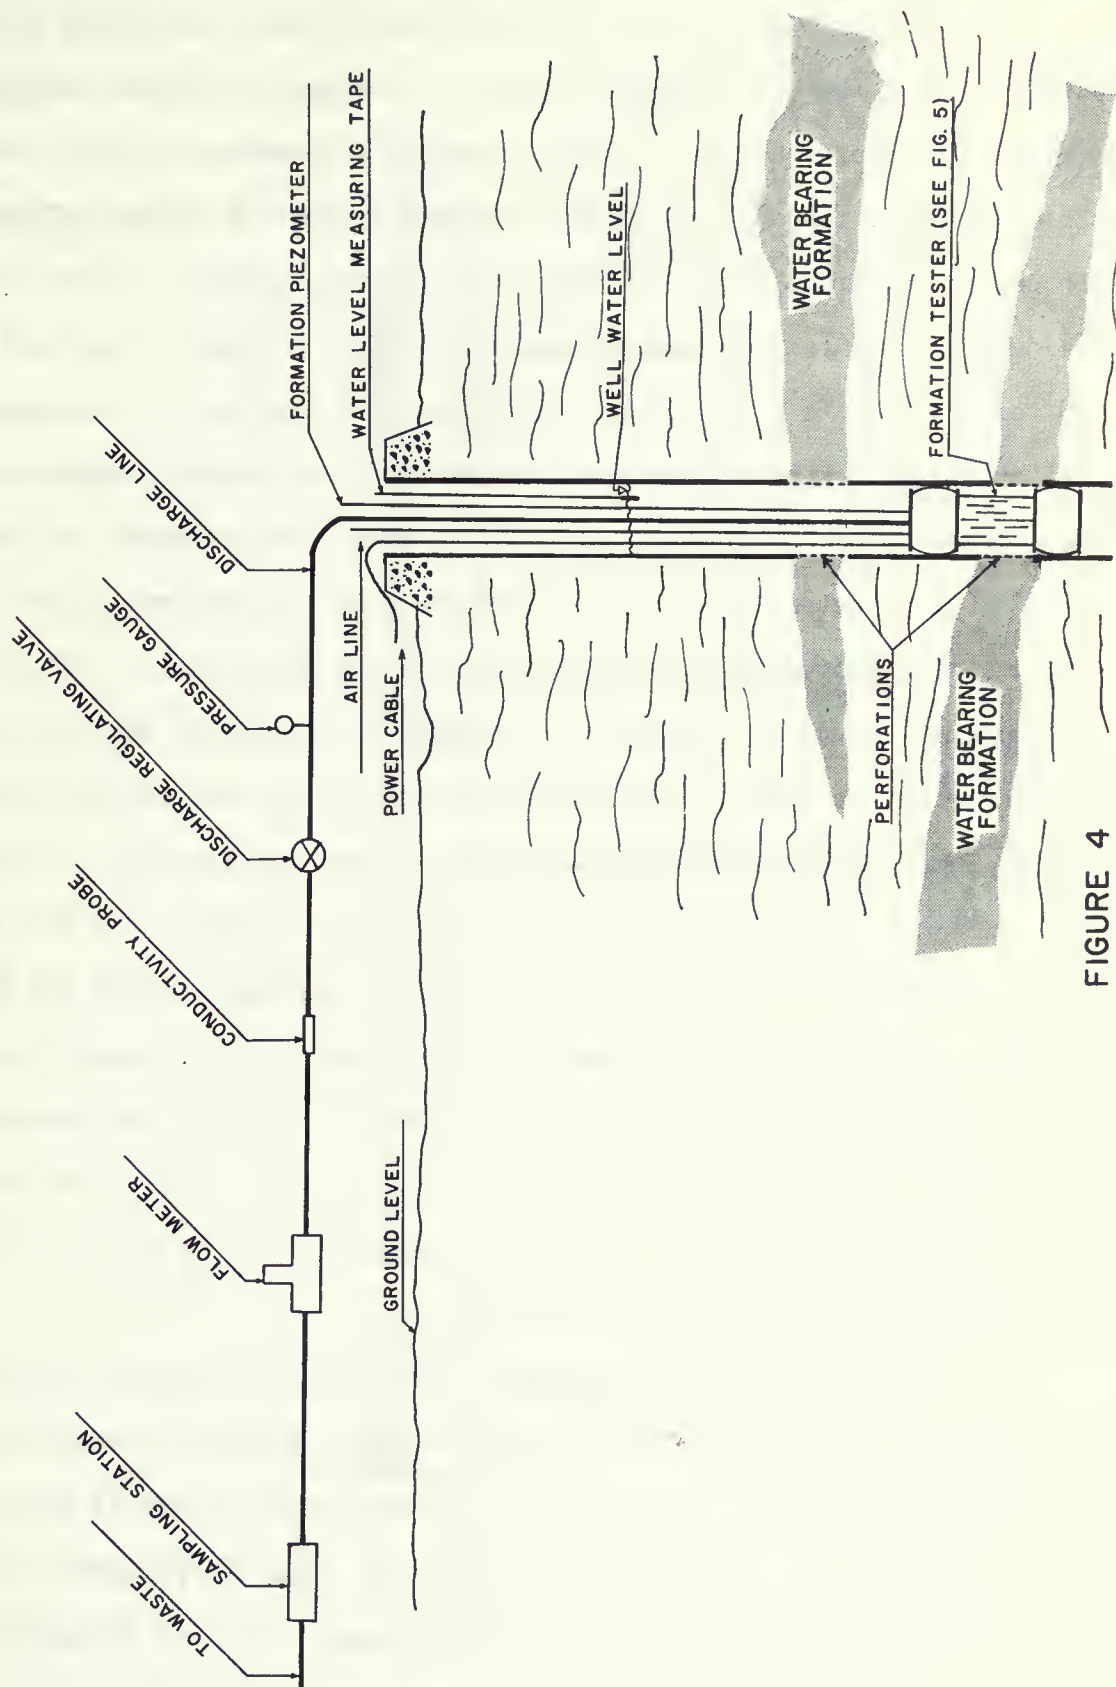 TO WASTE
SAMPLING STATION
FLOW METER
CONDUCTIVITY PROBE
DISCHARGE REGULATING VALVE
PRESSURE GAUGE
DISCHARGE LINE
FORMATION PIEZOMETER
WATER LEVEL MEASURING TAPE
AIR LINE
POWER CABLE
GROUND LEVEL
WELL WATER LEVEL
WATER BEARING
FORMATION
PERFORATIONS
FORMATION TESTER (SEE FIG. 5)
WATER BEARING
FORMATION
FIGURE 4